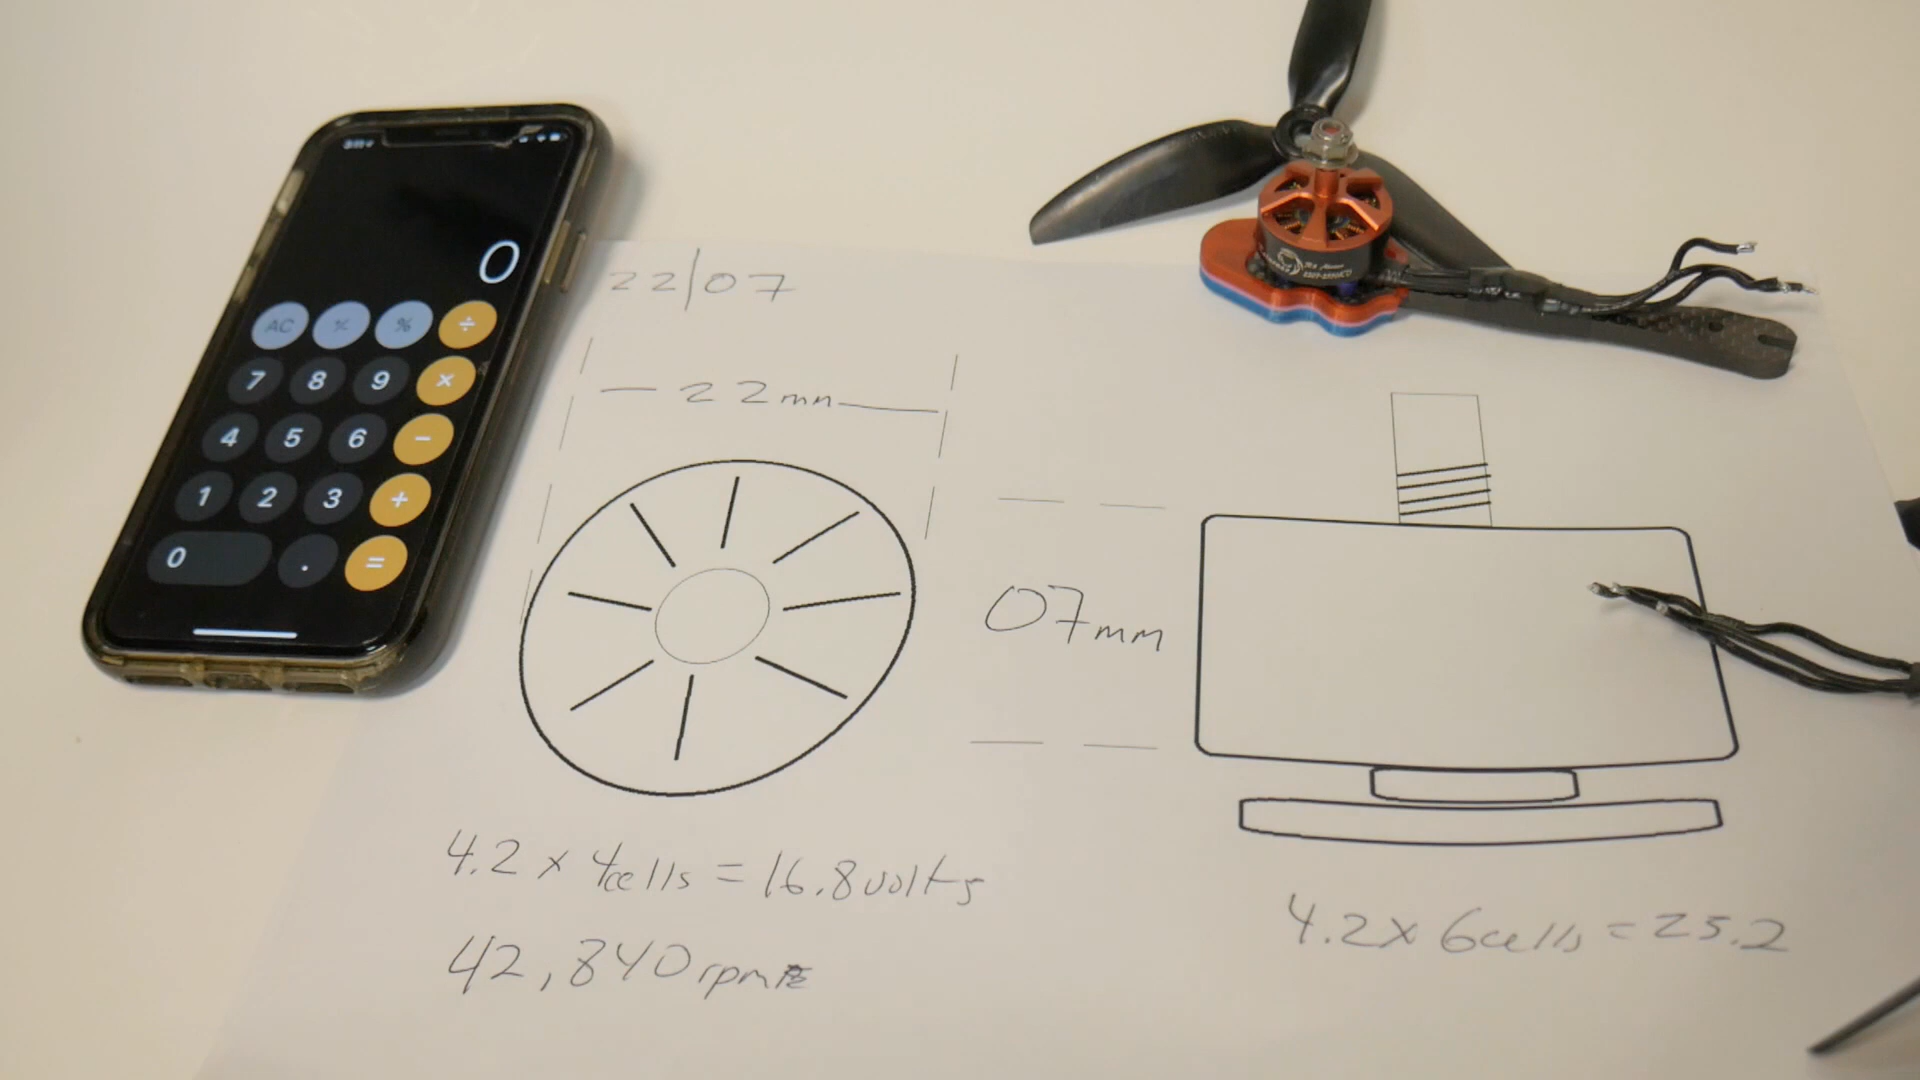 0
AC % ÷
7 8 9 ×
4 5 6 −
1 2 3 +
0 . =
22/07
22mm
07mm
4.2 x 4cells = 16.8volts
42,840rpm
4.2 x 6cells = 25.2